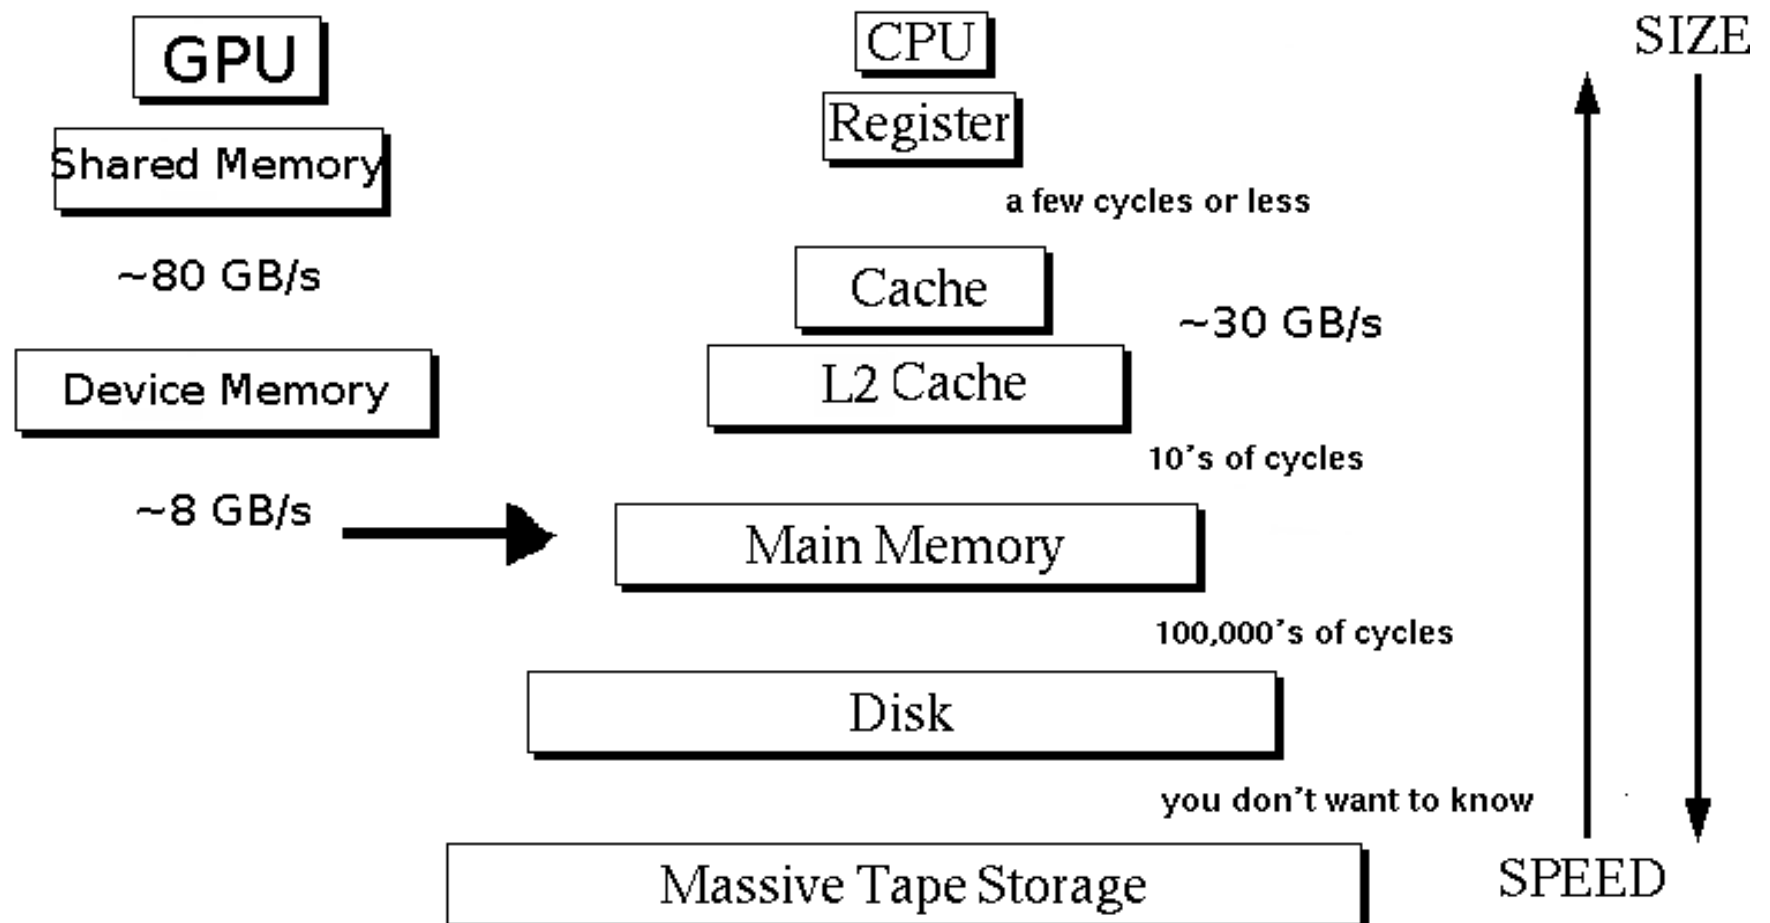 GPU
Shared Memory
~80 GB/s
Device Memory
~8 GB/s
CPU
Register
a few cycles or less
Cache
~30 GB/s
L2 Cache
10's of cycles
Main Memory
100,000's of cycles
Disk
you don't want to know
Massive Tape Storage
SIZE
SPEED